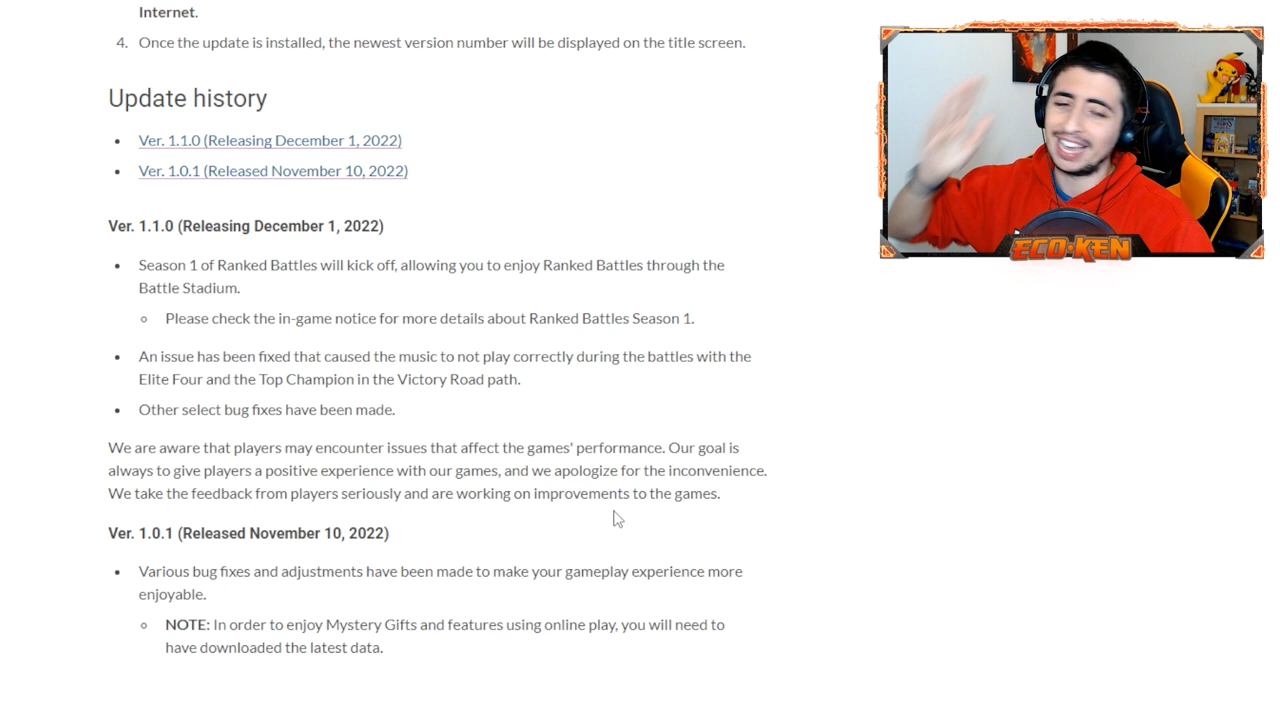 Internet.
4. Once the update is installed, the newest version number will be displayed on the title screen.
Update history
• Ver. 1.1.0 (Releasing December 1, 2022)
• Ver. 1.0.1 (Released November 10, 2022)
Ver. 1.1.0 (Releasing December 1, 2022)
• Season 1 of Ranked Battles will kick off, allowing you to enjoy Ranked Battles through the
Battle Stadium.
○ Please check the in-game notice for more details about Ranked Battles Season 1.
• An issue has been fixed that caused the music to not play correctly during the battles with the
Elite Four and the Top Champion in the Victory Road path.
• Other select bug fixes have been made.
We are aware that players may encounter issues that affect the games' performance. Our goal is
always to give players a positive experience with our games, and we apologize for the inconvenience.
We take the feedback from players seriously and are working on improvements to the games.
Ver. 1.0.1 (Released November 10, 2022)
• Various bug fixes and adjustments have been made to make your gameplay experience more
enjoyable.
○ NOTE: In order to enjoy Mystery Gifts and features using online play, you will need to
have downloaded the latest data.
ECO•KEN